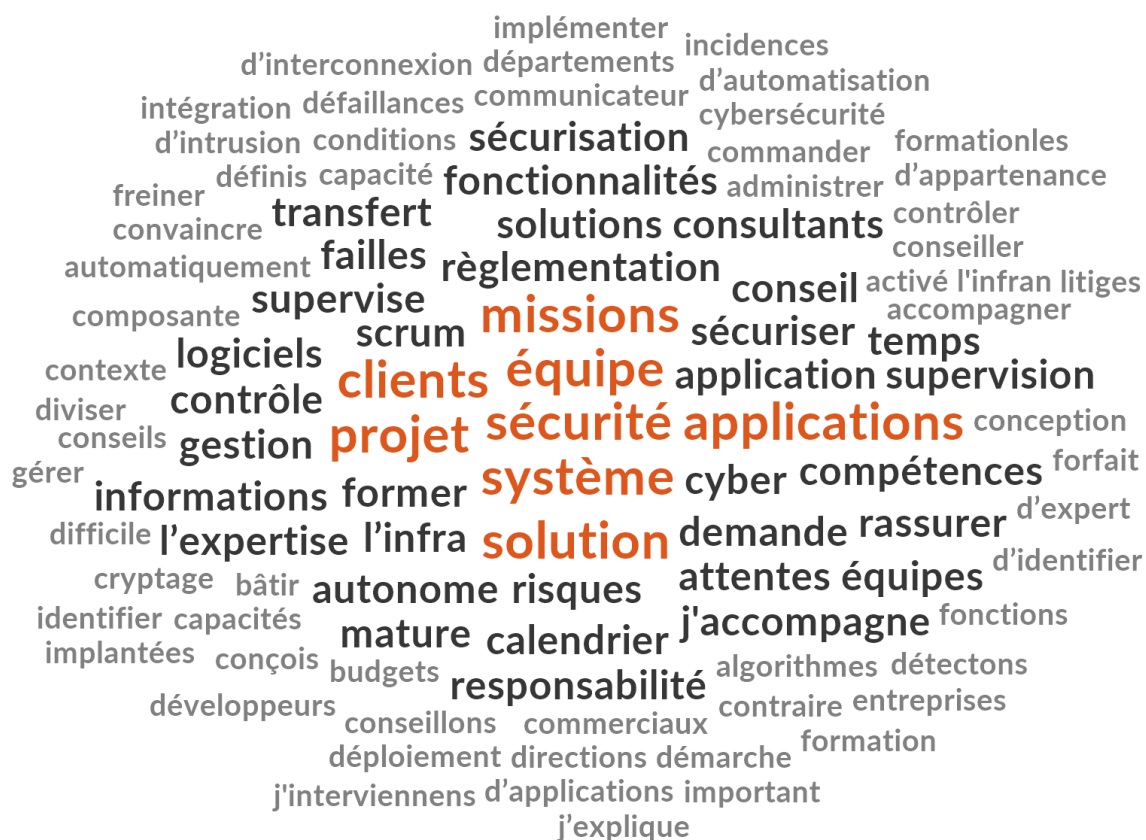 implémenter
incidences
d'interconnexion départements
d'automatisation
intégration défaillances communicateur
cybersécurité
d'intrusion conditions sécurisation
formationles
commander
définis capacité fonctionnalités administrer d'appartenance
freiner
transfert solutions consultants contrôler
convaincre
failles conseiller
automatiquement règlementation
conseil activé l'infran litiges
supervise
composante missions accompagner
scrum sécuriser temps
logiciels
contexte clients équipe application supervision
contrôle
diviser
projet sécurité applications conception
conseils gestion
gérer forfait
système cyber compétences
informations former
d'expert
difficile l'expertise l'infra solution demande rassurer
d'identifier
cryptage bâtir autonome risques attentes équipes
identifier capacités j'accompagne fonctions
mature calendrier
implantées conçois
budgets responsabilité algorithmes détectons
développeurs contraire entreprises
conseillons commerciaux
formation
déploiement directions démarche
j'interviennens d'applications important
j'explique